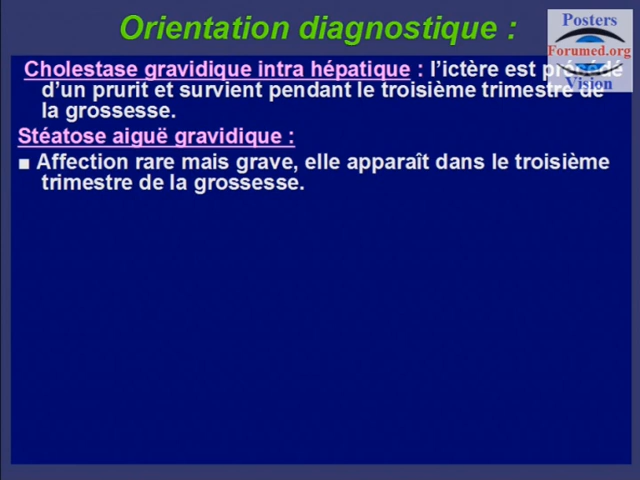 Orientation diagnostique :
Posters
Forumed.org
Vision
Cholestase gravidique intra hépatique : l'ictère est précédé
d'un prurit et survient pendant le troisième trimestre de
la grossesse.
Stéatose aiguë gravidique :
■ Affection rare mais grave, elle apparaît dans le troisième
trimestre de la grossesse.